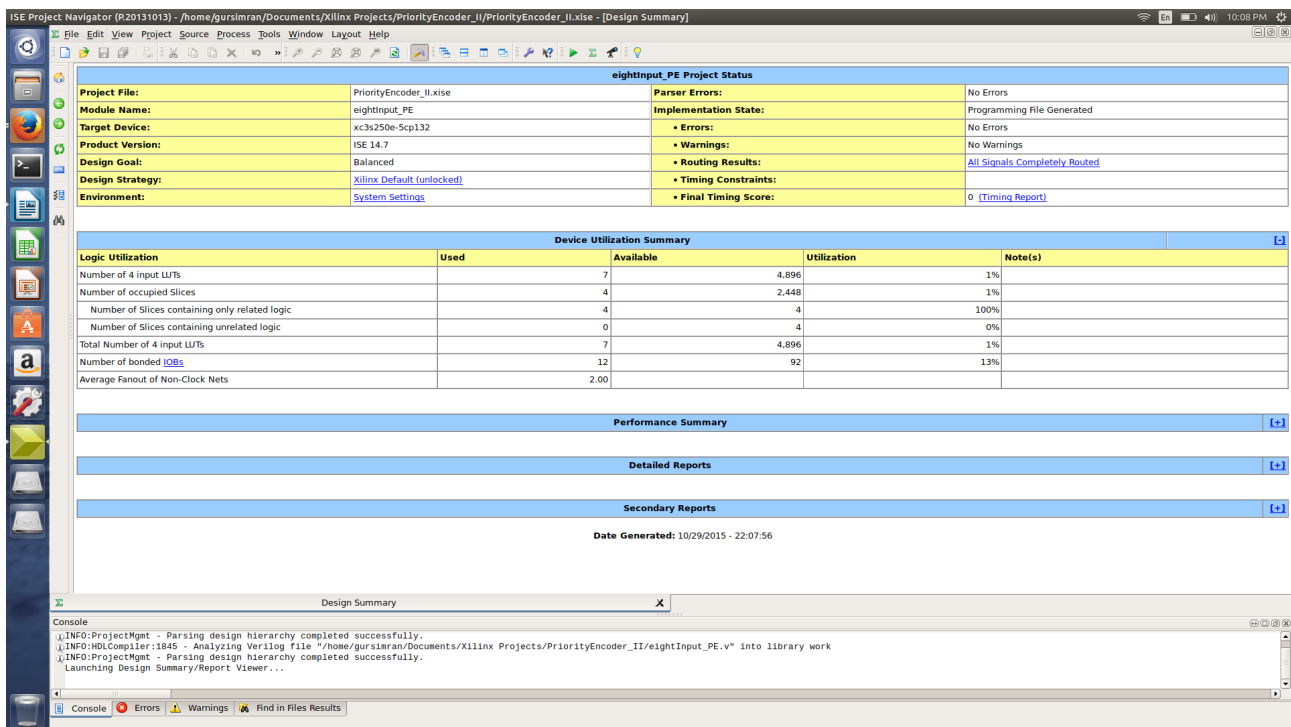 ISE Project Navigator (P.20131013) - /home/gursimran/Documents/Xilinx Projects/PriorityEncoder_II/PriorityEncoder_II.xise - [Design Summary] En 10:08 PM
File Edit View Project Source Process Tools Window Layout Help
eightInput_PE Project Status
Project File: PriorityEncoder_II.xise Parser Errors: No Errors
Module Name: eightInput_PE Implementation State: Programming File Generated
Target Device: xc3s250e-5cp132 • Errors: No Errors
Product Version: ISE 14.7 • Warnings: No Warnings
Design Goal: Balanced • Routing Results: All Signals Completely Routed
Design Strategy: Xilinx Default (unlocked) • Timing Constraints:
Environment: System Settings • Final Timing Score: 0 (Timing Report)
Device Utilization Summary [-]
Logic Utilization Used Available Utilization Note(s)
Number of 4 input LUTs 7 4,896 1%
Number of occupied Slices 4 2,448 1%
Number of Slices containing only related logic 4 4 100%
Number of Slices containing unrelated logic 0 4 0%
Total Number of 4 input LUTs 7 4,896 1%
Number of bonded IOBs 12 92 13%
Average Fanout of Non-Clock Nets 2.00
Performance Summary [+]
Detailed Reports [+]
Secondary Reports [+]
Date Generated: 10/29/2015 - 22:07:56
Design Summary
Console
INFO:ProjectMgmt - Parsing design hierarchy completed successfully.
INFO:HDLCompiler:1845 - Analyzing Verilog file "/home/gursimran/Documents/Xilinx Projects/PriorityEncoder_II/eightInput_PE.v" into library work
INFO:ProjectMgmt - Parsing design hierarchy completed successfully.
Launching Design Summary/Report Viewer...
Console Errors Warnings Find in Files Results